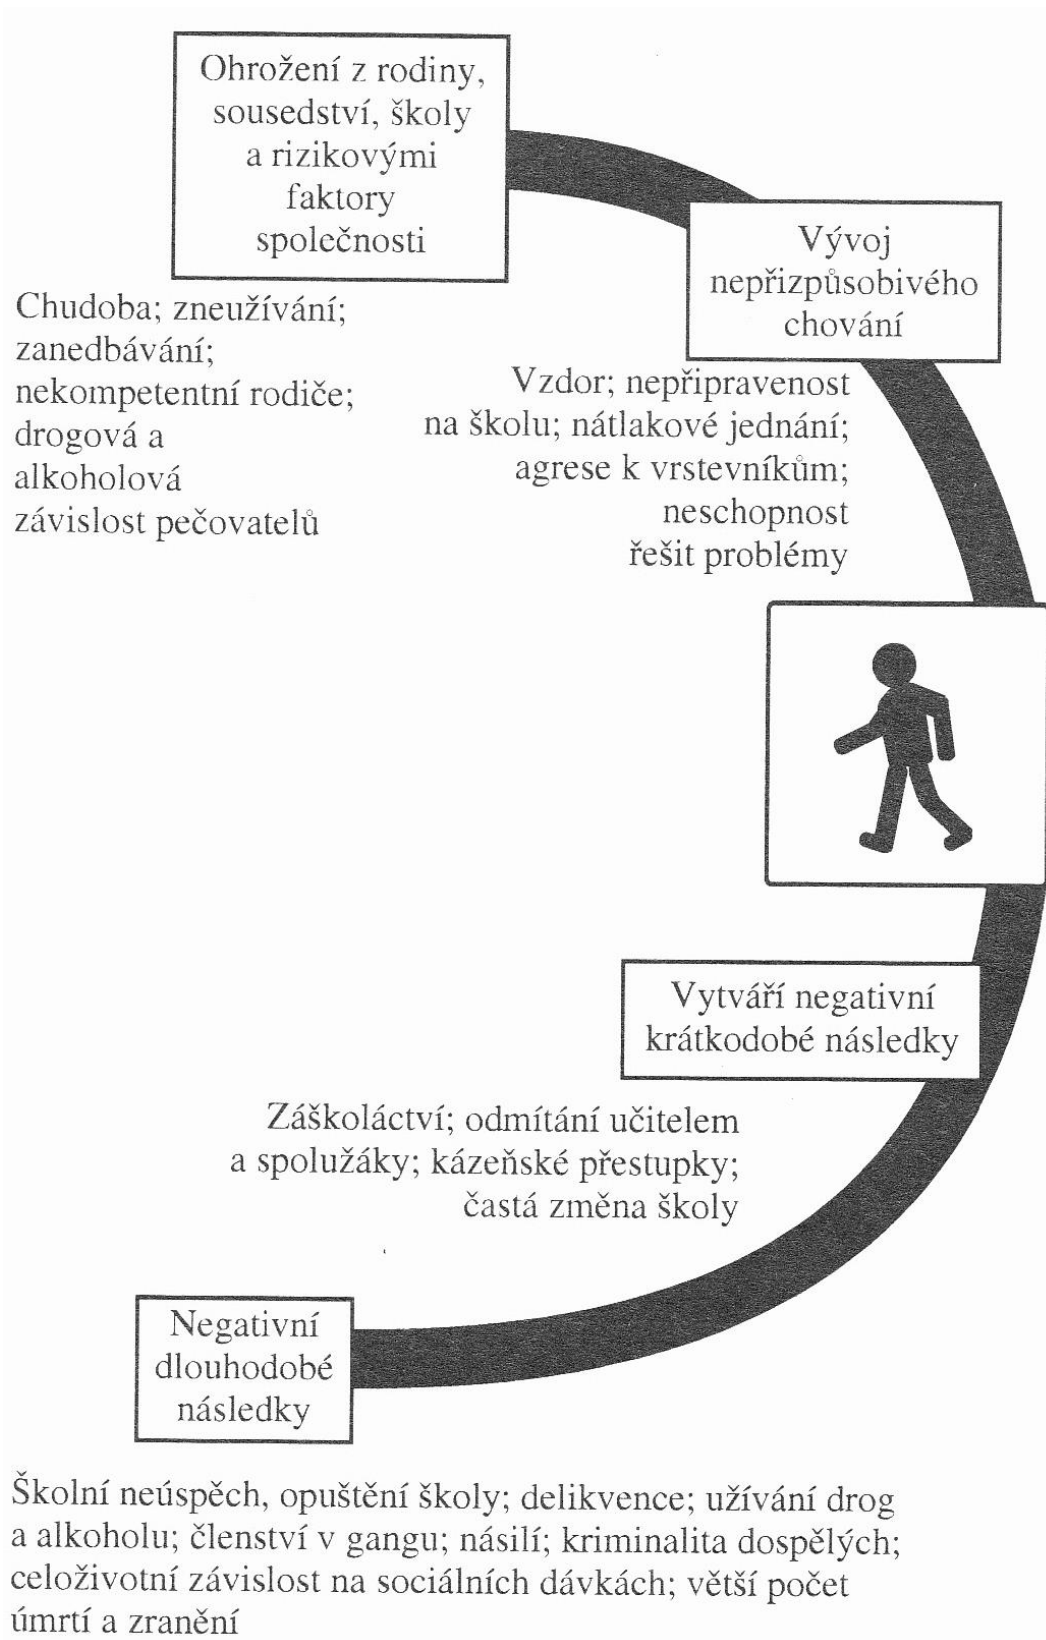 Ohrožení z rodiny,
sousedství, školy
a rizikovými
faktory
společnosti
Chudoba; zneužívání;
zanedbávání;
nekompetentní rodiče;
drogová a
alkoholová
závislost pečovatelů
Vývoj
nepřizpůsobivého
chování
Vzdor; nepřipravenost
na školu; nátlakové jednání;
agrese k vrstevníkům;
neschopnost
řešit problémy
Vytváří negativní
krátkodobé následky
Záškoláctví; odmítání učitelem
a spolužáky; kázeňské přestupky;
častá změna školy
Negativní
dlouhodobé
následky
Školní neúspěch, opuštění školy; delikvence; užívání drog
a alkoholu; členství v gangu; násilí; kriminalita dospělých;
celoživotní závislost na sociálních dávkách; větší počet
úmrtí a zranění